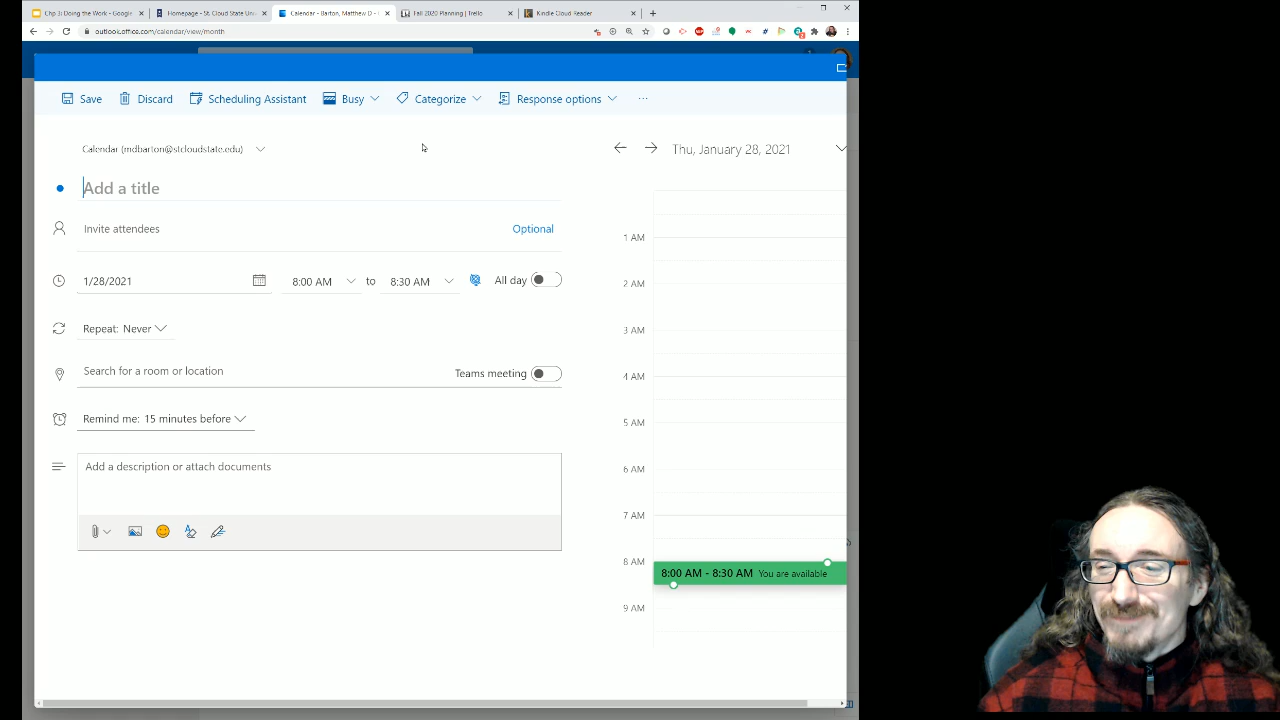 Chp 3: Doing the Work - Google
Homepage - St. Cloud State Uni
Calendar - Barton, Matthew D -
Fall 2020 Planning | Trello
Kindle Cloud Reader
outlook.office.com/calendar/view/month
Save
Discard
Scheduling Assistant
Busy
Categorize
Response options
...
Calendar (mdbarton@stcloudstate.edu)
Thu, January 28, 2021
Add a title
Invite attendees
Optional
1/28/2021
8:00 AM
to
8:30 AM
All day
Repeat: Never
Search for a room or location
Teams meeting
Remind me: 15 minutes before
Add a description or attach documents
1 AM
2 AM
3 AM
4 AM
5 AM
6 AM
7 AM
8 AM
8:00 AM - 8:30 AM You are available
9 AM